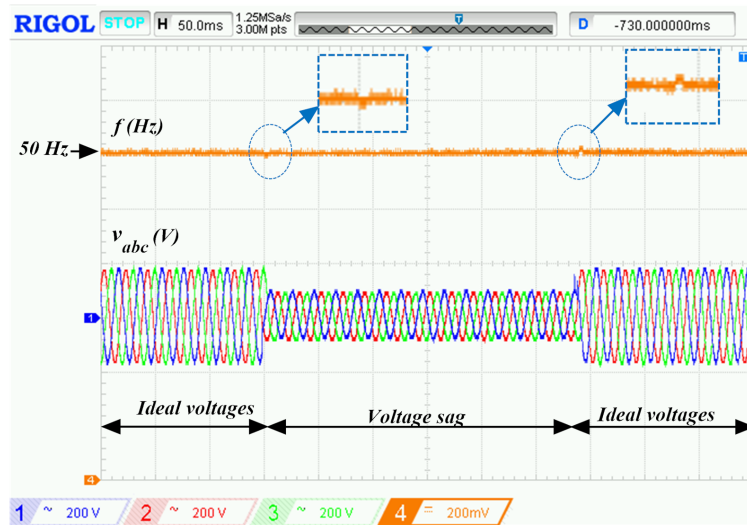 RIGOL STOP H 50.0ms 1.25MSa/s 3.00M pts T D -730.000000ms
T
f (Hz)
50 Hz
vabc (V)
1
Ideal voltages Voltage sag Ideal voltages
4
1 ~ 200 V 2 ~ 200 V 3 ~ 200 V 4 200mV